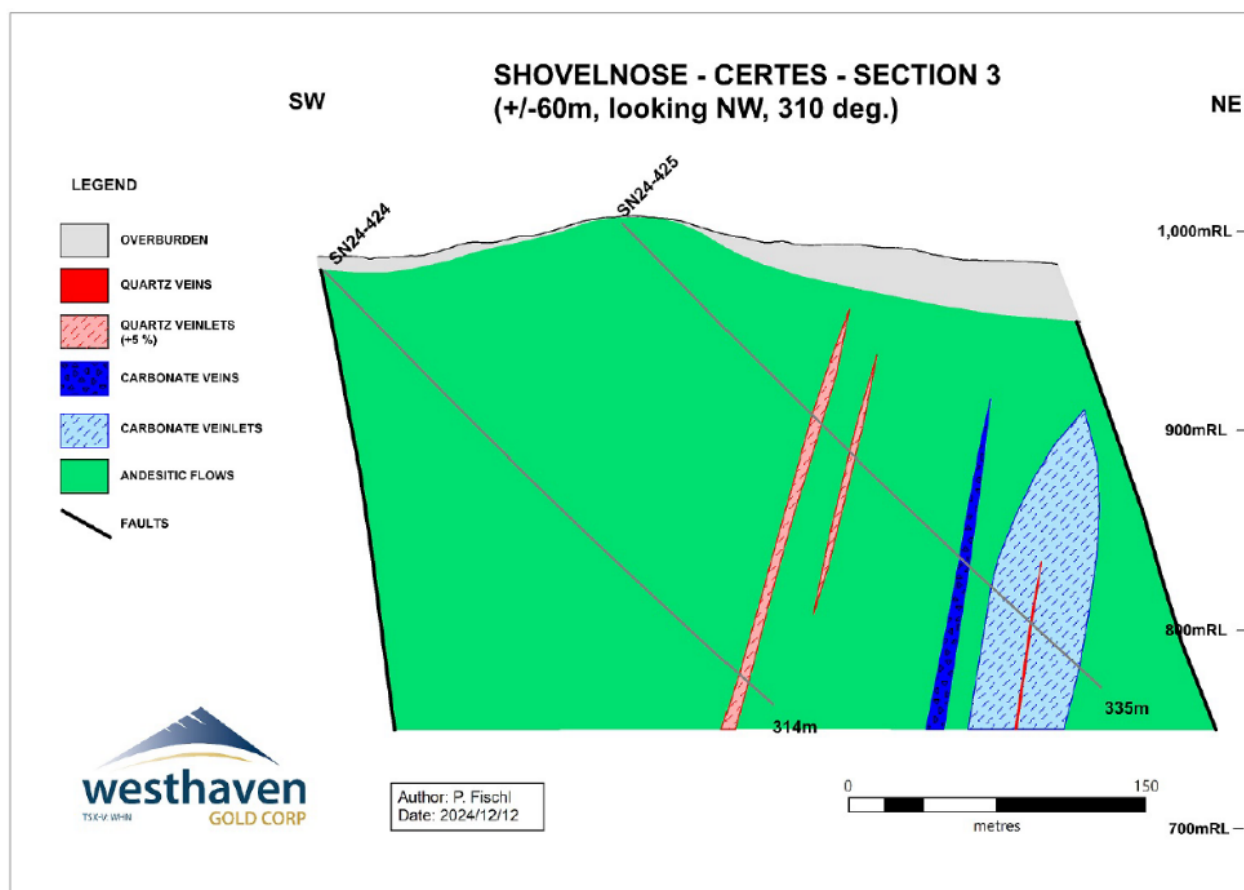 SHOVELNOSE - CERTES - SECTION 3
(+/-60m, looking NW, 310 deg.)
SW
NE
LEGEND
OVERBURDEN
QUARTZ VEINS
QUARTZ VEINLETS
(+5 %)
CARBONATE VEINS
CARBONATE VEINLETS
ANDESITIC FLOWS
FAULTS
SN24-424
SN24-425
1,000mRL
900mRL
800mRL
700mRL
314m
335m
westhaven
TSX-V: WHN
GOLD CORP
Author: P. Fischl
Date: 2024/12/12
0
150
metres